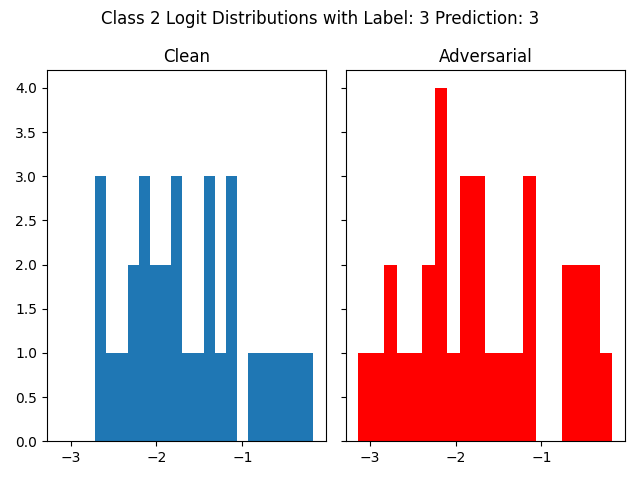 Class 2 Logit Distributions with Label: 3 Prediction: 3
Clean
Adversarial
4.0
3.5
3.0
2.5
2.0
1.5
1.0
0.5
0.0
−3 −2 −1
−3 −2 −1